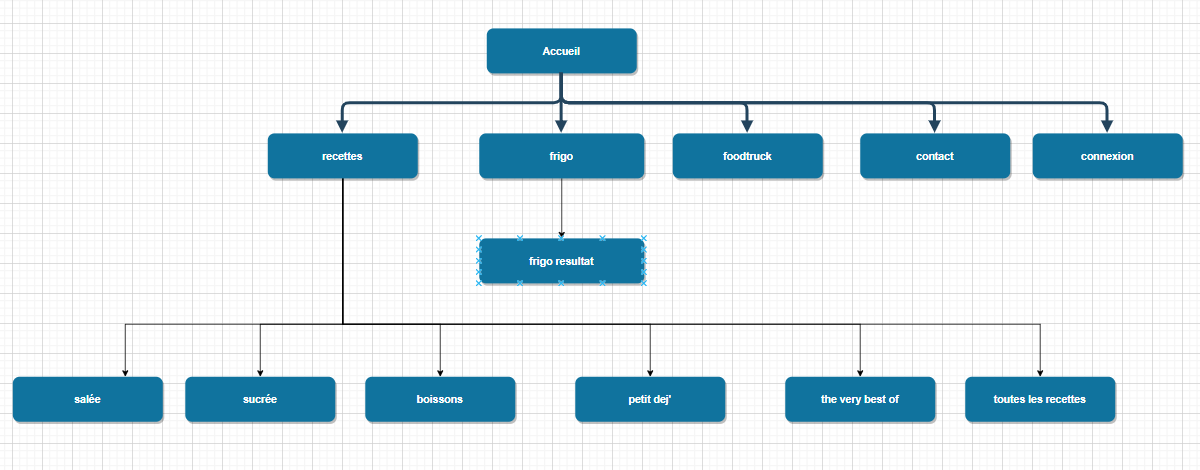 Accueil
recettes
frigo
foodtruck
contact
connexion
frigo resultat
salée
sucrée
boissons
petit dej'
the very best of
toutes les recettes